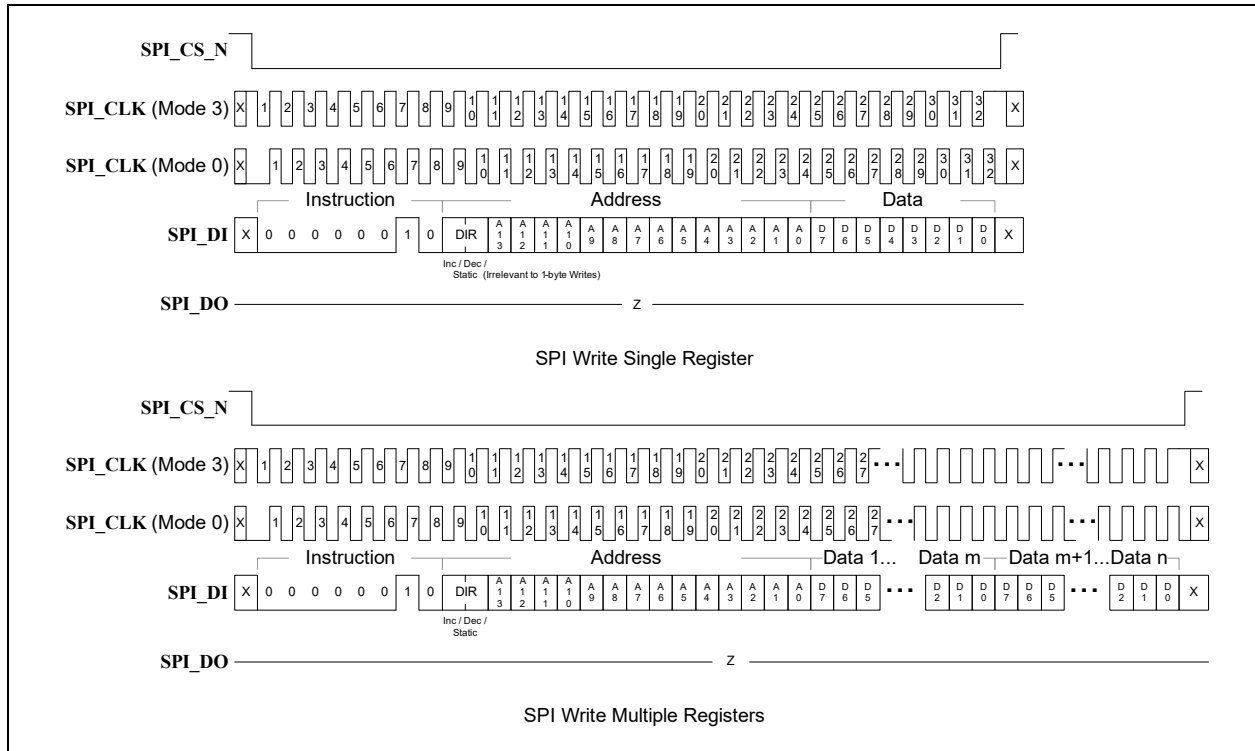 SPI_CS_N
SPI_CLK (Mode 3) X 1 2 3 4 5 6 7 8 9 10 11 12 13 14 15 16 17 18 19 20 21 22 23 24 25 26 27 28 29 30 31 32 X
SPI_CLK (Mode 0) X 1 2 3 4 5 6 7 8 9 10 11 12 13 14 15 16 17 18 19 20 21 22 23 24 25 26 27 28 29 30 31 32 X
Instruction Address Data
SPI_DI X 0 0 0 0 0 0 1 0 DIR A13 A12 A11 A10 A9 A8 A7 A6 A5 A4 A3 A2 A1 A0 D7 D6 D5 D4 D3 D2 D1 D0 X
Inc / Dec /
Static (Irrelevant to 1-byte Writes)
SPI_DO Z
SPI Write Single Register
SPI_CS_N
SPI_CLK (Mode 3) X 1 2 3 4 5 6 7 8 9 10 11 12 13 14 15 16 17 18 19 20 21 22 23 24 25 26 27 ... ... X
SPI_CLK (Mode 0) X 1 2 3 4 5 6 7 8 9 10 11 12 13 14 15 16 17 18 19 20 21 22 23 24 25 26 27 ... ... X
Instruction Address Data 1... Data m Data m+1...Data n
SPI_DI X 0 0 0 0 0 0 1 0 DIR A13 A12 A11 A10 A9 A8 A7 A6 A5 A4 A3 A2 A1 A0 D7 D6 D5 ... D2 D1 D0 D7 D6 D5 ... D2 D1 D0 X
Inc / Dec /
Static
SPI_DO Z
SPI Write Multiple Registers